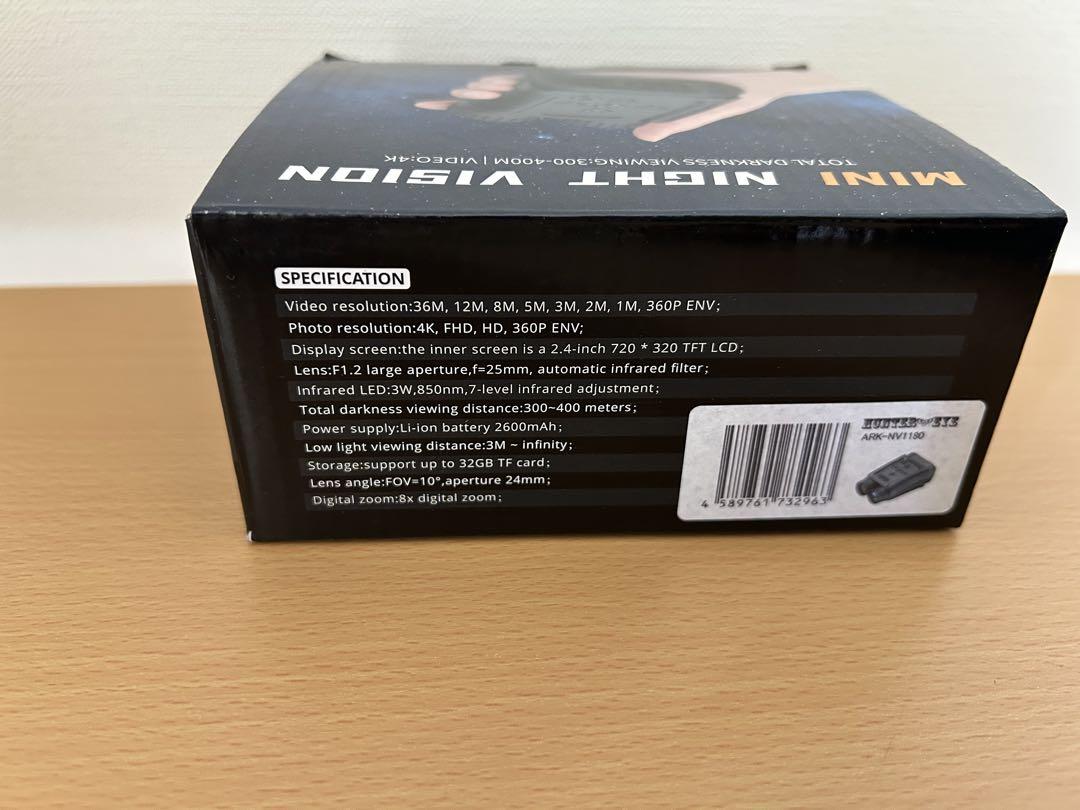 TOTAL DARKNESS VIEWING:300-400M | VIDEO:4K
MINI NIGHT VISION
SPECIFICATION
Video resolution:36M, 12M, 8M, 5M, 3M, 2M, 1M, 360P ENV;
Photo resolution:4K, FHD, HD, 360P ENV;
Display screen:the inner screen is a 2.4-inch 720 * 320 TFT LCD;
Lens:F1.2 large aperture,f=25mm, automatic infrared filter;
Infrared LED:3W,850nm,7-level infrared adjustment;
Total darkness viewing distance:300~400 meters;
Power supply:Li-ion battery 2600mAh;
Low light viewing distance:3M ~ infinity;
Storage:support up to 32GB TF card;
Lens angle:FOV=10°,aperture 24mm;
Digital zoom:8x digital zoom;
HUNTER EYE
ARK-NV1180
4 589761 732963